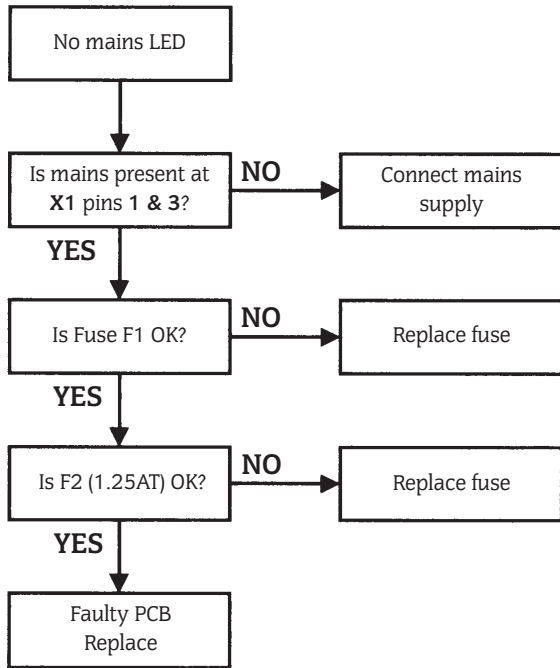 No mains LED
Is mains present at
X1 pins 1 & 3?
NO
Connect mains
supply
YES
Is Fuse F1 OK?
NO
Replace fuse
YES
Is F2 (1.25AT) OK?
NO
Replace fuse
YES
Faulty PCB
Replace